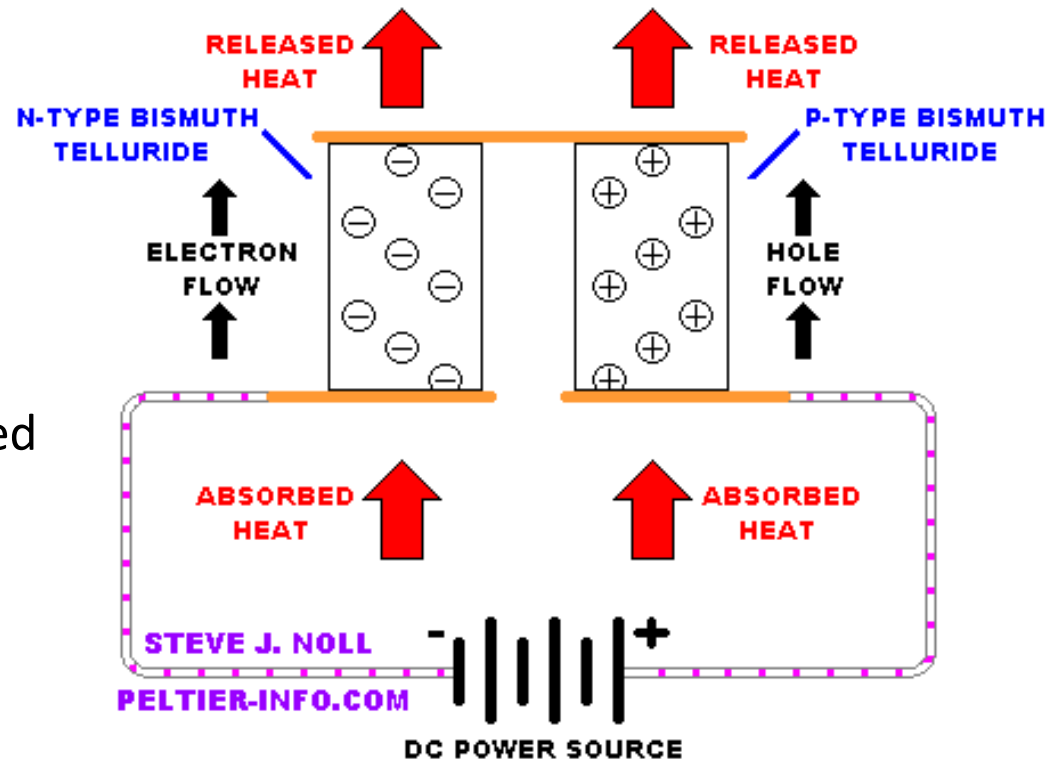 RELEASED
HEAT
RELEASED
HEAT
N-TYPE BISMUTH
TELLURIDE
P-TYPE BISMUTH
TELLURIDE
ELECTRON
FLOW
HOLE
FLOW
ed
ABSORBED
HEAT
ABSORBED
HEAT
- +
STEVE J. NOLL
PELTIER-INFO.COM
DC POWER SOURCE